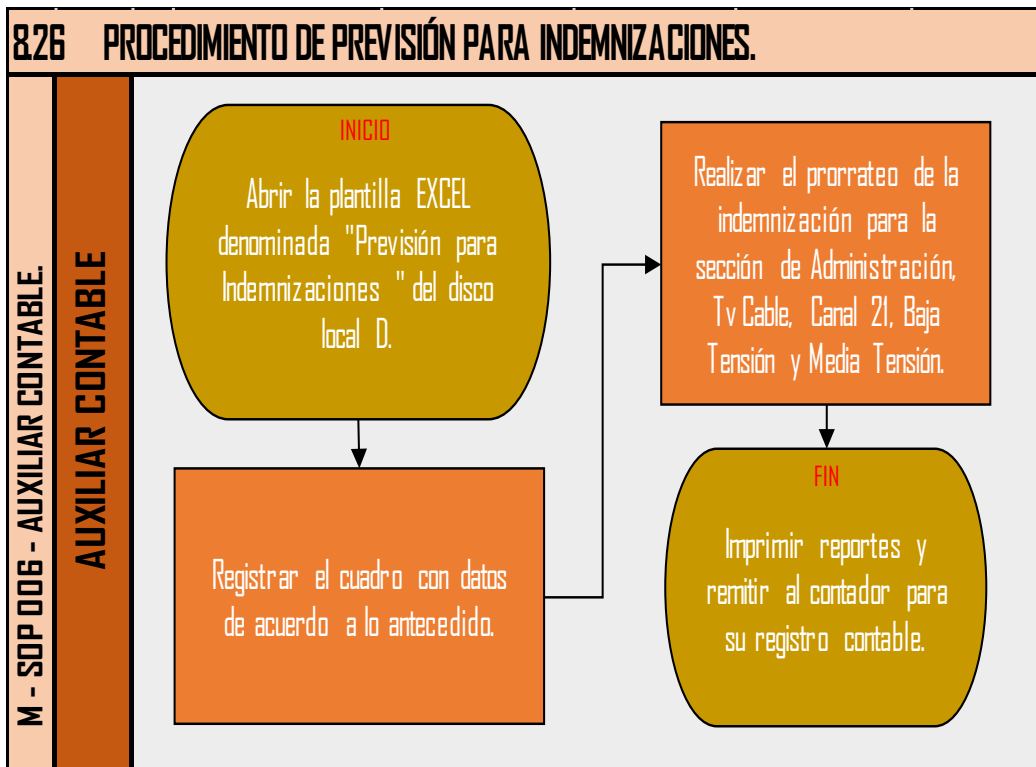 8.26 PROCEDIMIENTO DE PREVISIÓN PARA INDEMNIZACIONES.
M - SDP 006 - AUXILIAR CONTABLE.
AUXILIAR CONTABLE
INICIO
Abrir la plantilla EXCEL
denominada "Previsión para
Indemnizaciones " del disco
local D.
Registrar el cuadro con datos
de acuerdo a lo antecedido.
Realizar el prorrateo de la
indemnización para la
sección de Administración,
Tv Cable, Canal 21, Baja
Tensión y Media Tensión.
FIN
Imprimir reportes y
remitir al contador para
su registro contable.